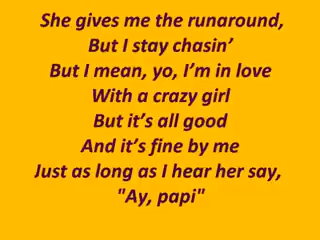 She gives me the runaround,
But I stay chasin’
But I mean, yo, I’m in love
With a crazy girl
But it’s all good
And it’s fine by me
Just as long as I hear her say,
"Ay, papi"